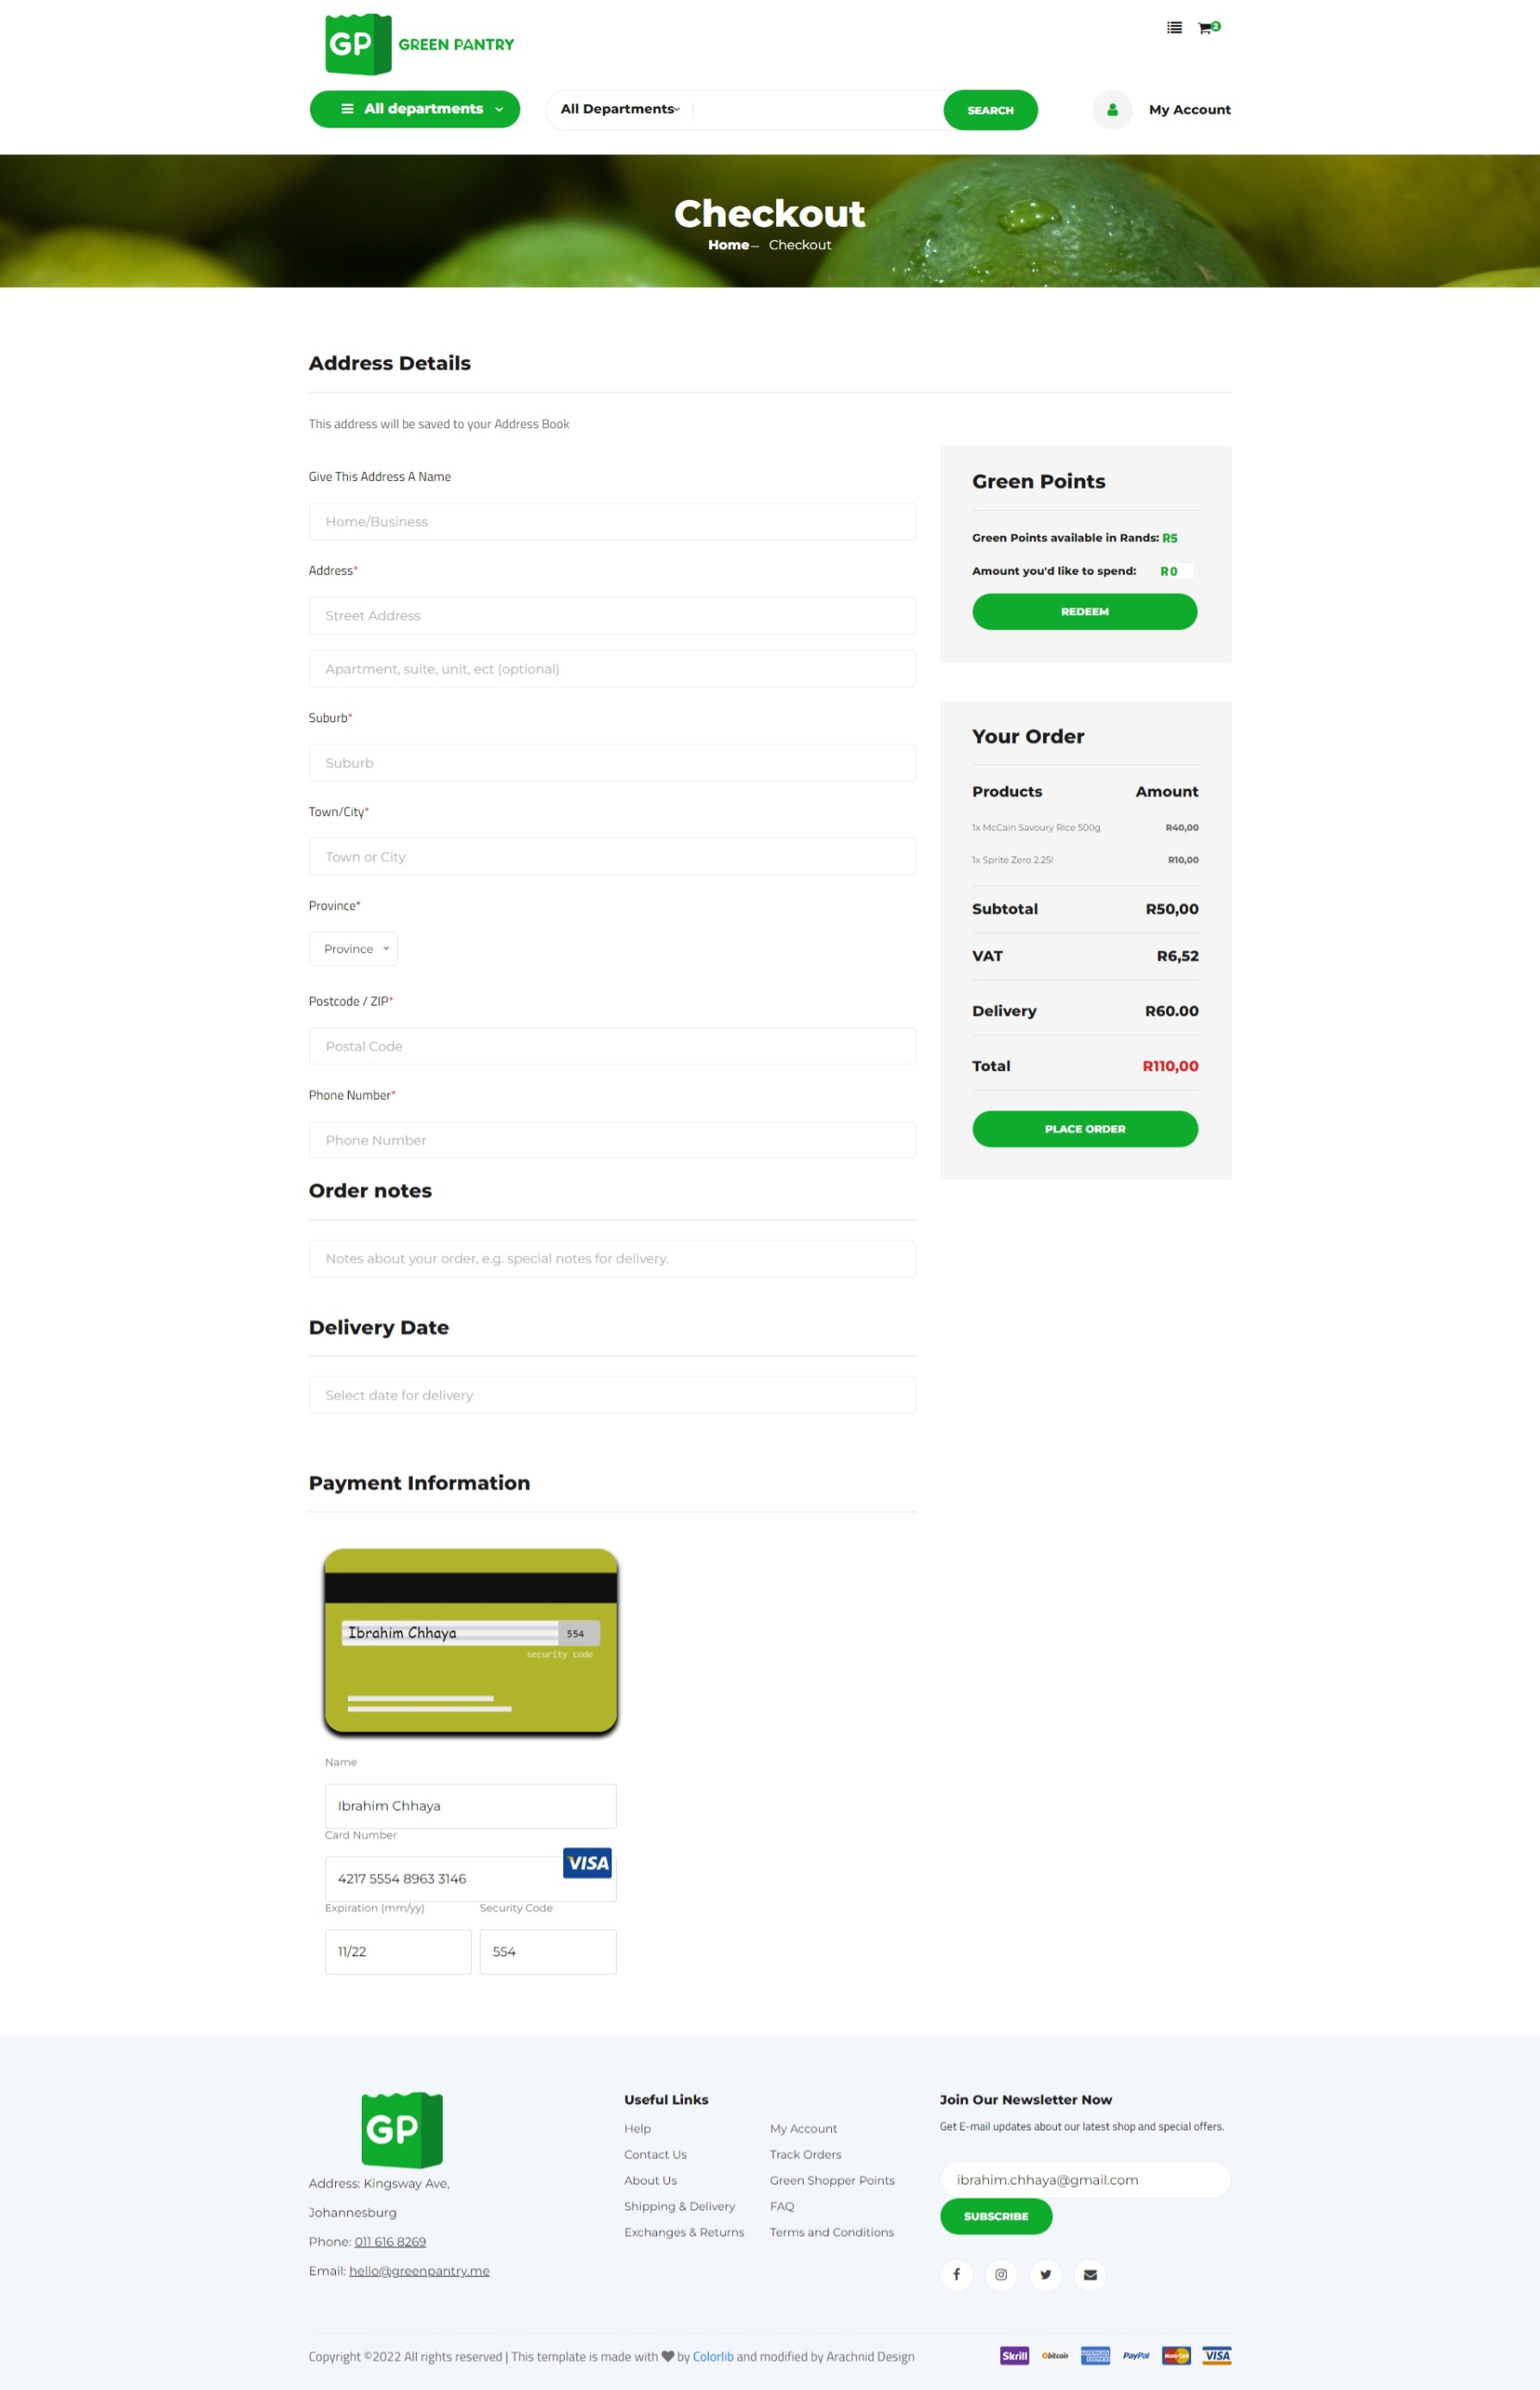 GP GREEN PANTRY
2
All departments
All Departments
SEARCH
My Account
Checkout
Home – Checkout
Address Details
This address will be saved to your Address Book
Give This Address A Name
Home/Business
Address*
Street Address
Apartment, suite, unit, ect (optional)
Suburb*
Suburb
Town/City*
Town or City
Province*
Province
Postcode / ZIP*
Postal Code
Phone Number*
Phone Number
Order notes
Notes about your order, e.g. special notes for delivery.
Delivery Date
Select date for delivery
Payment Information
Ibrahim Chhaya 554
security code
Name
Ibrahim Chhaya
Card Number
4217 5554 8963 3146 VISA
Expiration (mm/yy) Security Code
11/22 554
Green Points
Green Points available in Rands: R5
Amount you'd like to spend: R0
REDEEM
Your Order
Products Amount
1x McCain Savoury Rice 500g R40,00
1x Sprite Zero 2.25l R10,00
Subtotal R50,00
VAT R6,52
Delivery R60.00
Total R110,00
PLACE ORDER
GP
Address: Kingsway Ave,
Johannesburg
Phone: 011 616 8269
Email: hello@greenpantry.me
Useful Links
Help
Contact Us
About Us
Shipping & Delivery
Exchanges & Returns
My Account
Track Orders
Green Shopper Points
FAQ
Terms and Conditions
Join Our Newsletter Now
Get E-mail updates about our latest shop and special offers.
ibrahim.chhaya@gmail.com
SUBSCRIBE
Copyright ©2022 All rights reserved | This template is made with ♥ by Colorlib and modified by Arachnid Design
Skrill bitcoin AMERICAN EXPRESS PayPal MasterCard VISA